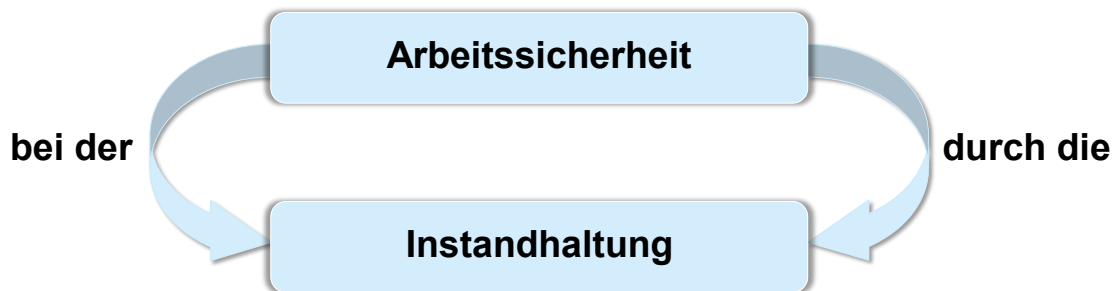 Arbeitssicherheit
bei der
durch die
Instandhaltung